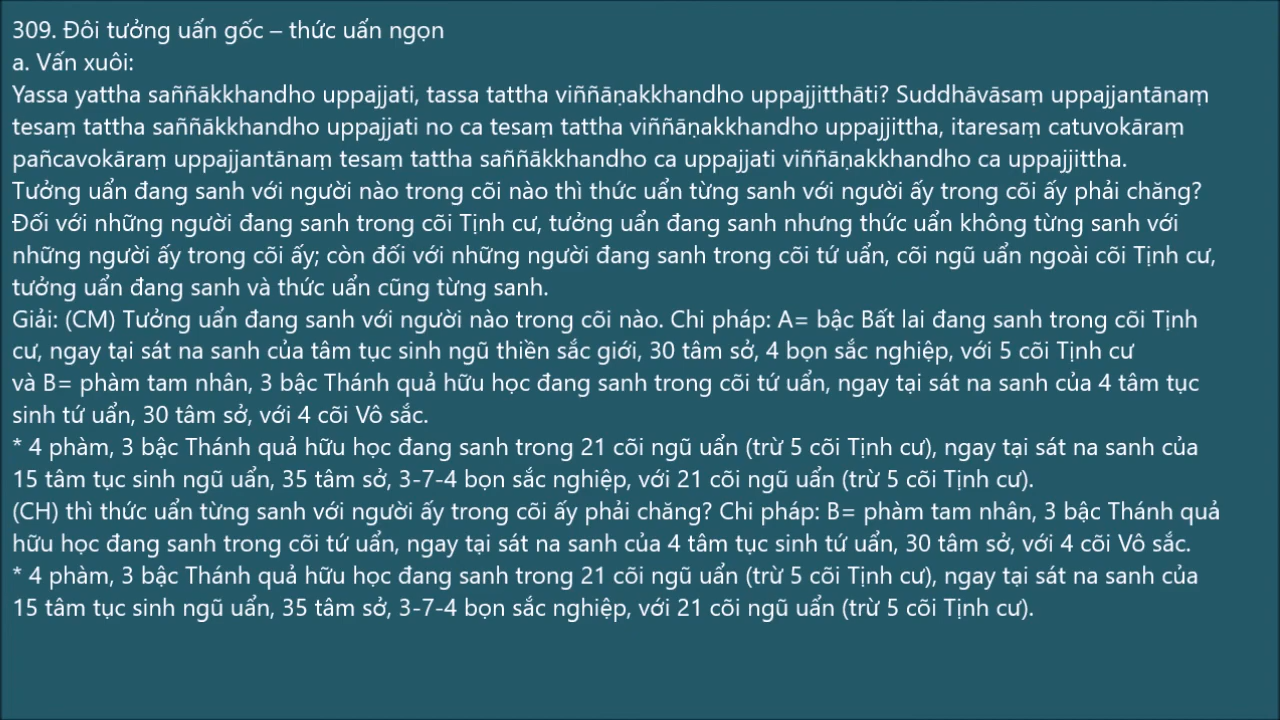 309. Đôi tưởng uẩn gốc – thức uẩn ngọn
a. Vấn xuôi:
Yassa yattha saññākkhandho uppajjati, tassa tattha viññāṇakkhandho uppajjitthāti? Suddhāvāsaṃ uppajjantānaṃ
tesaṃ tattha saññākkhandho uppajjati no ca tesaṃ tattha viññāṇakkhandho uppajjittha, itaresaṃ catuvokāraṃ
pañcavokāraṃ uppajjantānaṃ tesaṃ tattha saññākkhandho ca uppajjati viññāṇakkhandho ca uppajjittha.
Tưởng uẩn đang sanh với người nào trong cõi nào thì thức uẩn từng sanh với người ấy trong cõi ấy phải chăng?
Đối với những người đang sanh trong cõi Tịnh cư, tưởng uẩn đang sanh nhưng thức uẩn không từng sanh với
những người ấy trong cõi ấy; còn đối với những người đang sanh trong cõi tứ uẩn, cõi ngũ uẩn ngoài cõi Tịnh cư,
tưởng uẩn đang sanh và thức uẩn cũng từng sanh.
Giải: (CM) Tưởng uẩn đang sanh với người nào trong cõi nào. Chi pháp: A= bậc Bất lai đang sanh trong cõi Tịnh
cư, ngay tại sát na sanh của tâm tục sinh ngũ thiền sắc giới, 30 tâm sở, 4 bọn sắc nghiệp, với 5 cõi Tịnh cư
và B= phàm tam nhân, 3 bậc Thánh quả hữu học đang sanh trong cõi tứ uẩn, ngay tại sát na sanh của 4 tâm tục
sinh tứ uẩn, 30 tâm sở, với 4 cõi Vô sắc.
* 4 phàm, 3 bậc Thánh quả hữu học đang sanh trong 21 cõi ngũ uẩn (trừ 5 cõi Tịnh cư), ngay tại sát na sanh của
15 tâm tục sinh ngũ uẩn, 35 tâm sở, 3-7-4 bọn sắc nghiệp, với 21 cõi ngũ uẩn (trừ 5 cõi Tịnh cư).
(CH) thì thức uẩn từng sanh với người ấy trong cõi ấy phải chăng? Chi pháp: B= phàm tam nhân, 3 bậc Thánh quả
hữu học đang sanh trong cõi tứ uẩn, ngay tại sát na sanh của 4 tâm tục sinh tứ uẩn, 30 tâm sở, với 4 cõi Vô sắc.
* 4 phàm, 3 bậc Thánh quả hữu học đang sanh trong 21 cõi ngũ uẩn (trừ 5 cõi Tịnh cư), ngay tại sát na sanh của
15 tâm tục sinh ngũ uẩn, 35 tâm sở, 3-7-4 bọn sắc nghiệp, với 21 cõi ngũ uẩn (trừ 5 cõi Tịnh cư).